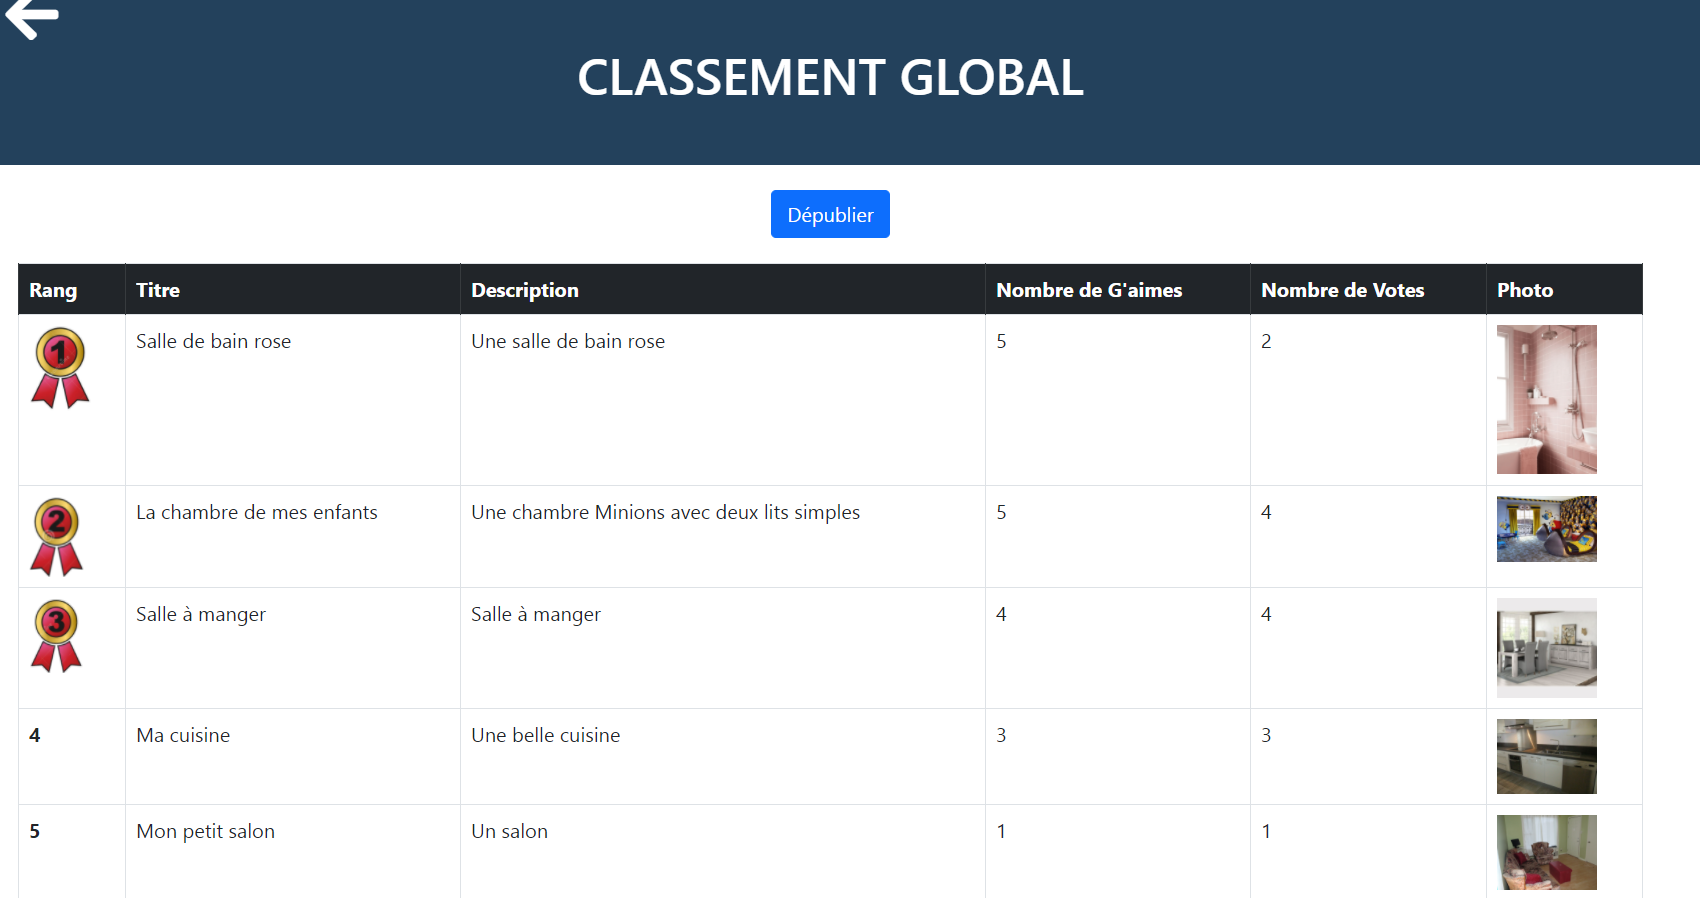 CLASSEMENT GLOBAL
Dépublier
Rang Titre Description Nombre de G'aimes Nombre de Votes Photo
1 Salle de bain rose Une salle de bain rose 5 2
2 La chambre de mes enfants Une chambre Minions avec deux lits simples 5 4
3 Salle à manger Salle à manger 4 4
4 Ma cuisine Une belle cuisine 3 3
5 Mon petit salon Un salon 1 1